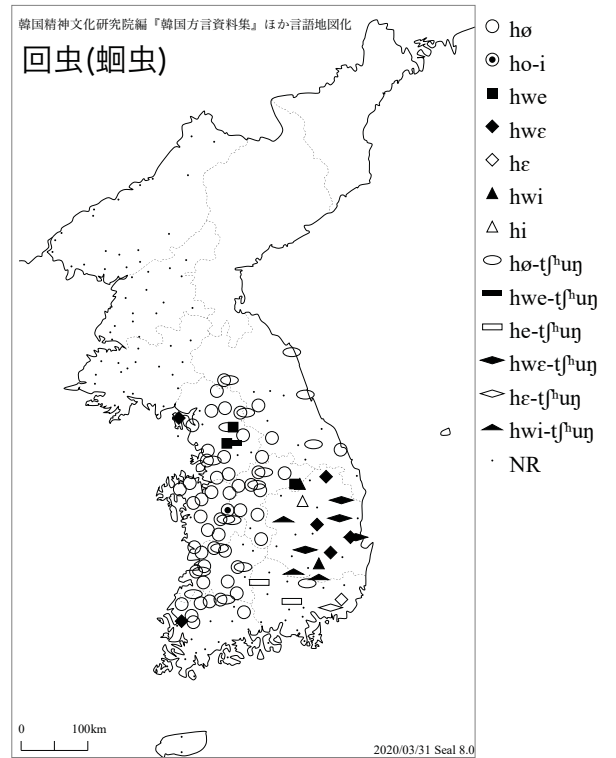 韓国精神文化研究院編『韓国方言資料集』ほか言語地図化
回虫(蛔虫)
hø
ho-i
hwe
hwɛ
hɛ
hwi
hi
hø-tʃʰuŋ
hwe-tʃʰuŋ
he-tʃʰuŋ
hwɛ-tʃʰuŋ
hɛ-tʃʰuŋ
hwi-tʃʰuŋ
NR
0 100km
2020/03/31 Seal 8.0